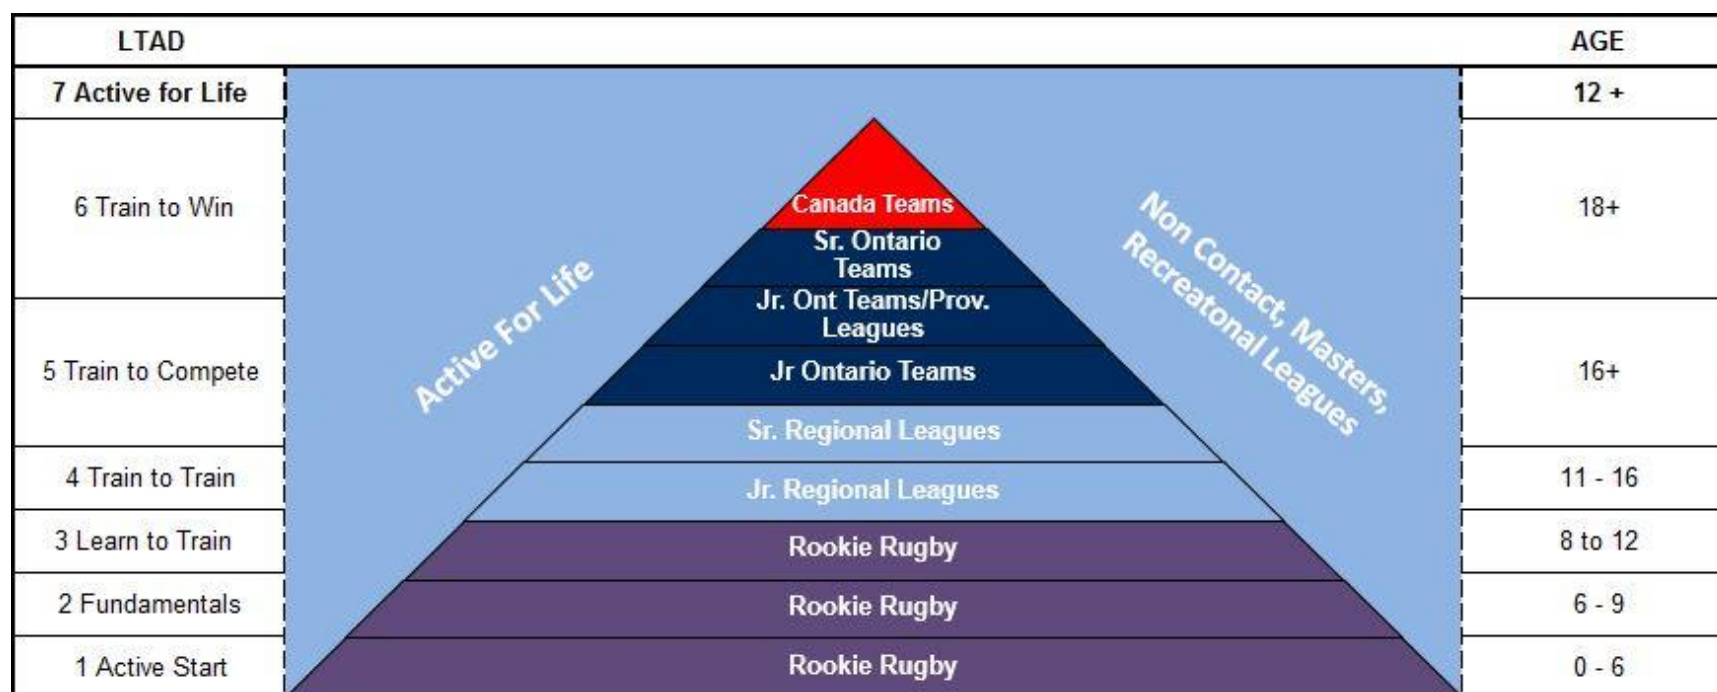 LTAD
AGE
7 Active for Life
12 +
6 Train to Win
18+
5 Train to Compete
16+
4 Train to Train
11 - 16
3 Learn to Train
8 to 12
2 Fundamentals
6 - 9
1 Active Start
0 - 6
Active For Life
Canada Teams
Sr. Ontario
Teams
Jr. Ont Teams/Prov.
Leagues
Jr Ontario Teams
Sr. Regional Leagues
Jr. Regional Leagues
Rookie Rugby
Rookie Rugby
Rookie Rugby
Non Contact, Masters,
Recreatonal Leagues